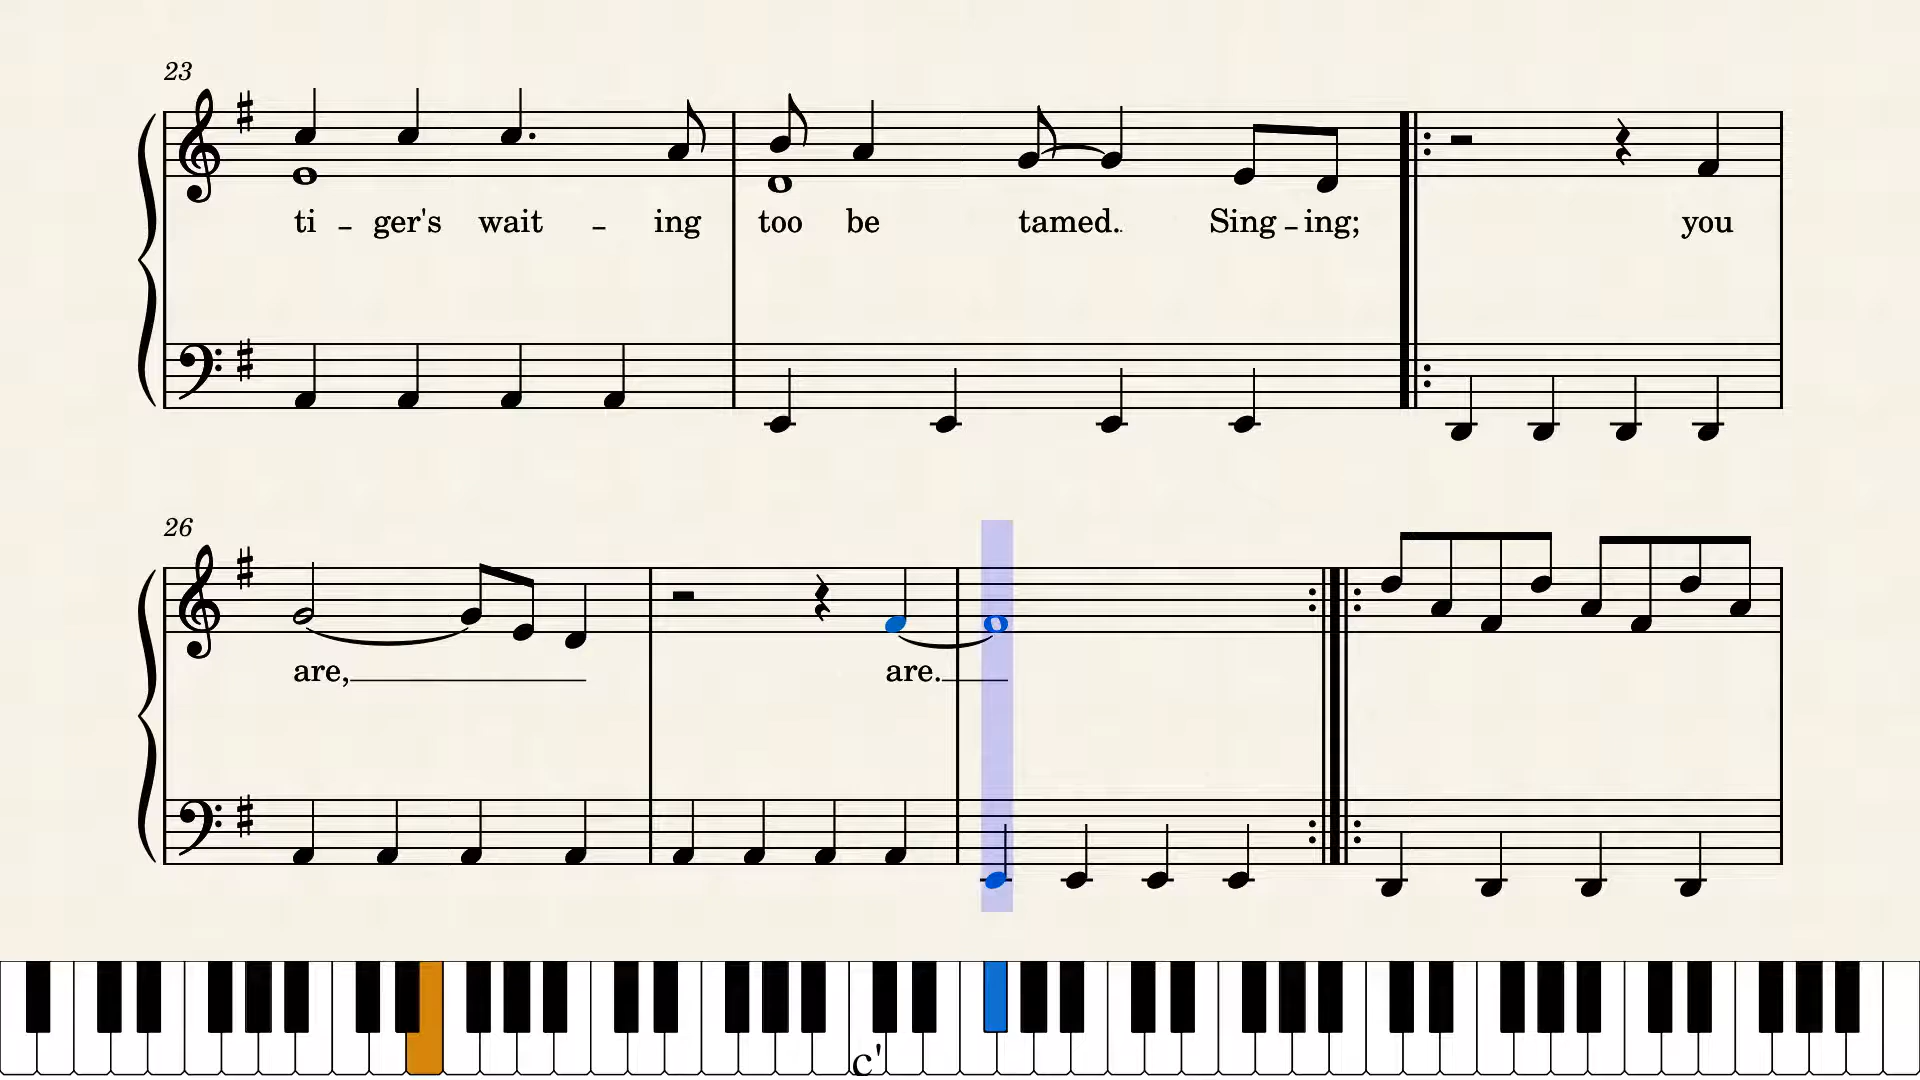 23
ti - ger's wait - ing too be tamed. Sing - ing; you
26
are, are.
c'